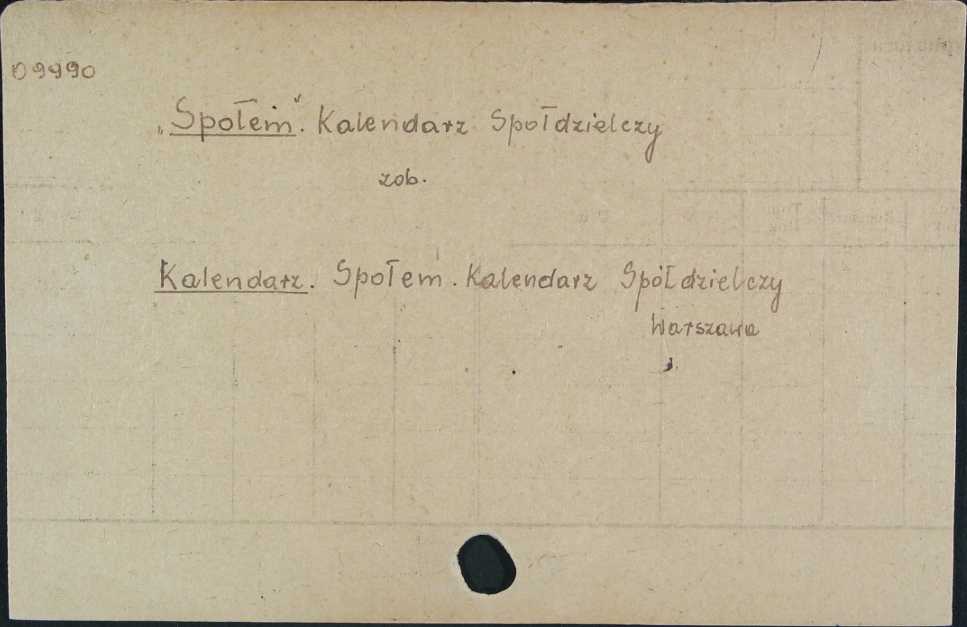 09990
„Społem”. Kalendarz Spółdzielczy
zob.
Kalendarz. Społem. Kalendarz Spółdzielczy
Warszawa